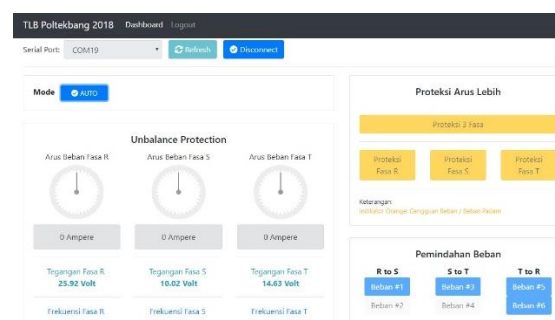 TLB Poltekbang 2018 Dashboard Logout
Serial Port: COM19 Refresh Disconnect
Mode AUTO
Unbalance Protection
Arus Beban Fasa R Arus Beban Fasa S Arus Beban Fasa T
0 Ampere 0 Ampere 0 Ampere
Tegangan Fasa R Tegangan Fasa S Tegangan Fasa T
25.92 Volt 10.02 Volt 14.63 Volt
Frekuensi Fasa R Frekuensi Fasa S Frekuensi Fasa T
Proteksi Arus Lebih
Proteksi 3 Fasa
Proteksi Fasa R
Proteksi Fasa S
Proteksi Fasa T
Keterangan:
Indikator Orange: Gangguan Beban / Beban
Pemindahan Beban
R to S S to T T to R
Beban #1 Beban #3 Beban #5
Beban #2 Beban #4 Beban #6